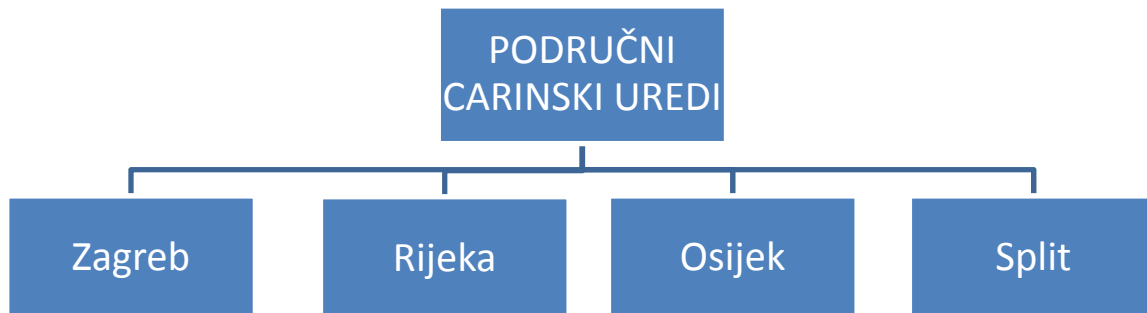 PODRUČNI
CARINSKI UREDI
Zagreb
Rijeka
Osijek
Split